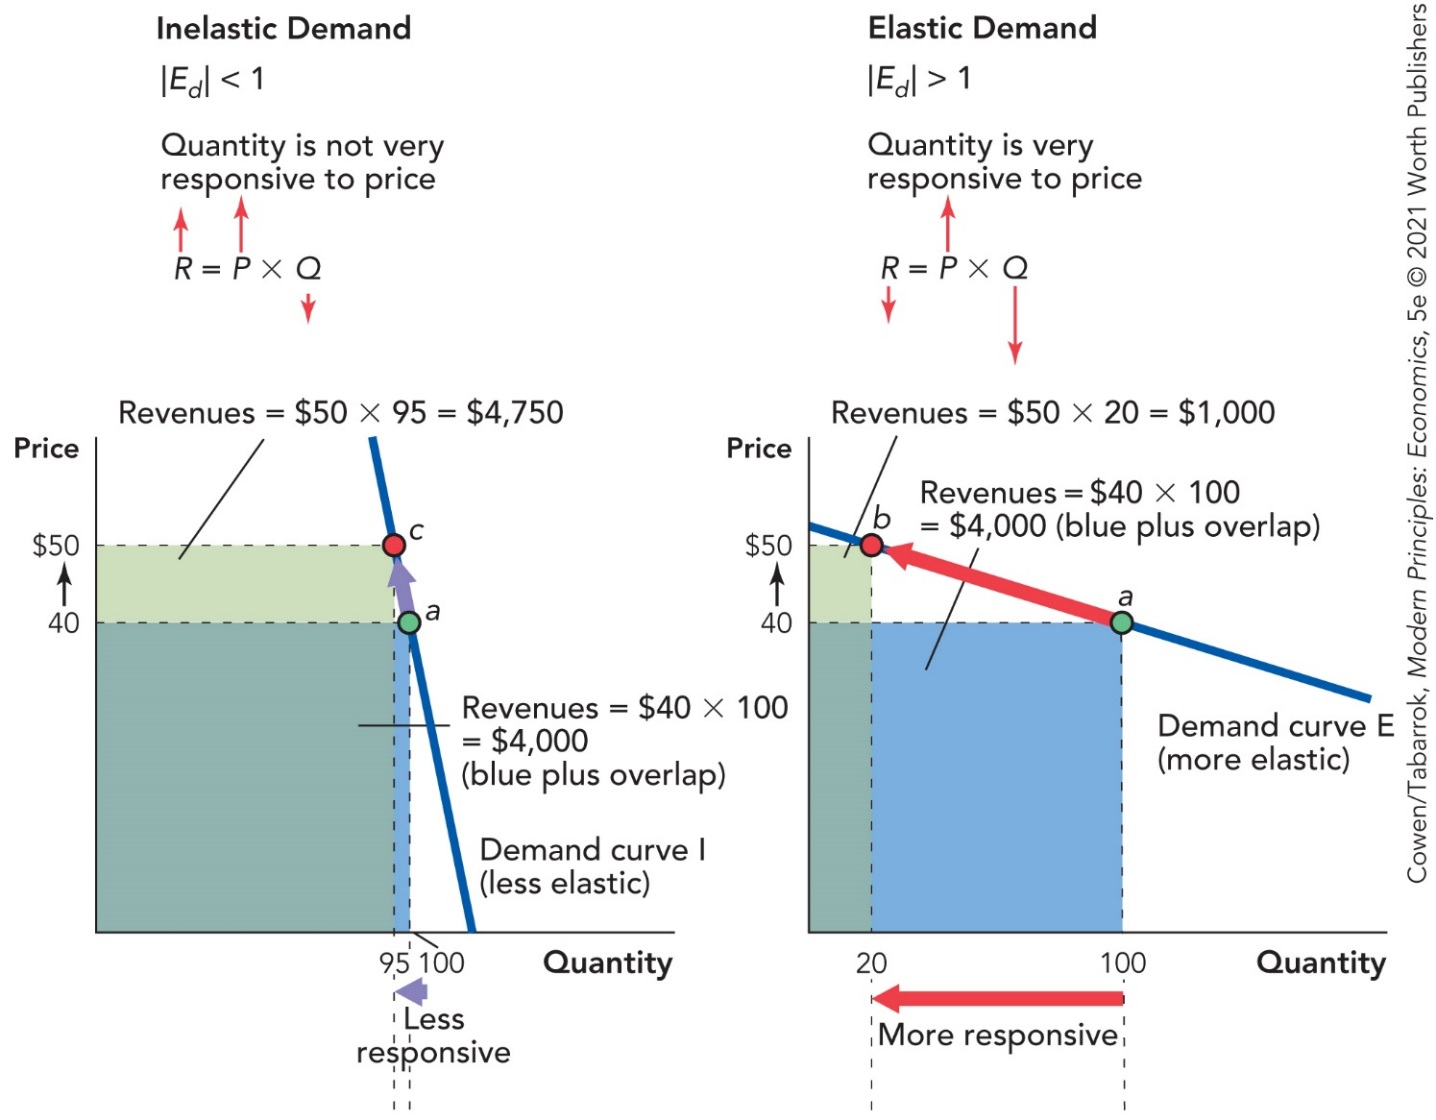 Inelastic Demand
|E_d| < 1
Quantity is not very
responsive to price
R = P × Q
Revenues = $50 × 95 = $4,750
Price
$50
40
c
a
Revenues = $40 × 100
= $4,000
(blue plus overlap)
Demand curve I
(less elastic)
95 100
Quantity
Less
responsive
Elastic Demand
|E_d| > 1
Quantity is very
responsive to price
R = P × Q
Revenues = $50 × 20 = $1,000
Price
Revenues = $40 × 100
= $4,000 (blue plus overlap)
$50
40
b
a
Demand curve E
(more elastic)
20
100
Quantity
More responsive
Cowen/Tabarrok, Modern Principles: Economics, 5e © 2021 Worth Publishers